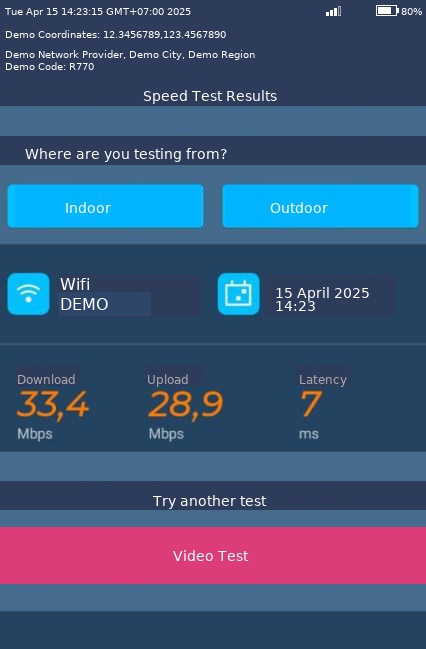 Tue Apr 15 14:23:15 GMT+07:00 2025
80%
Demo Coordinates: 12.3456789,123.4567890
Demo Network Provider, Demo City, Demo Region
Demo Code: R770
Speed Test Results
Where are you testing from?
Indoor
Outdoor
Wifi
DEMO
15 April 2025
14:23
Download
33,4
Mbps
Upload
28,9
Mbps
Latency
7
ms
Try another test
Video Test